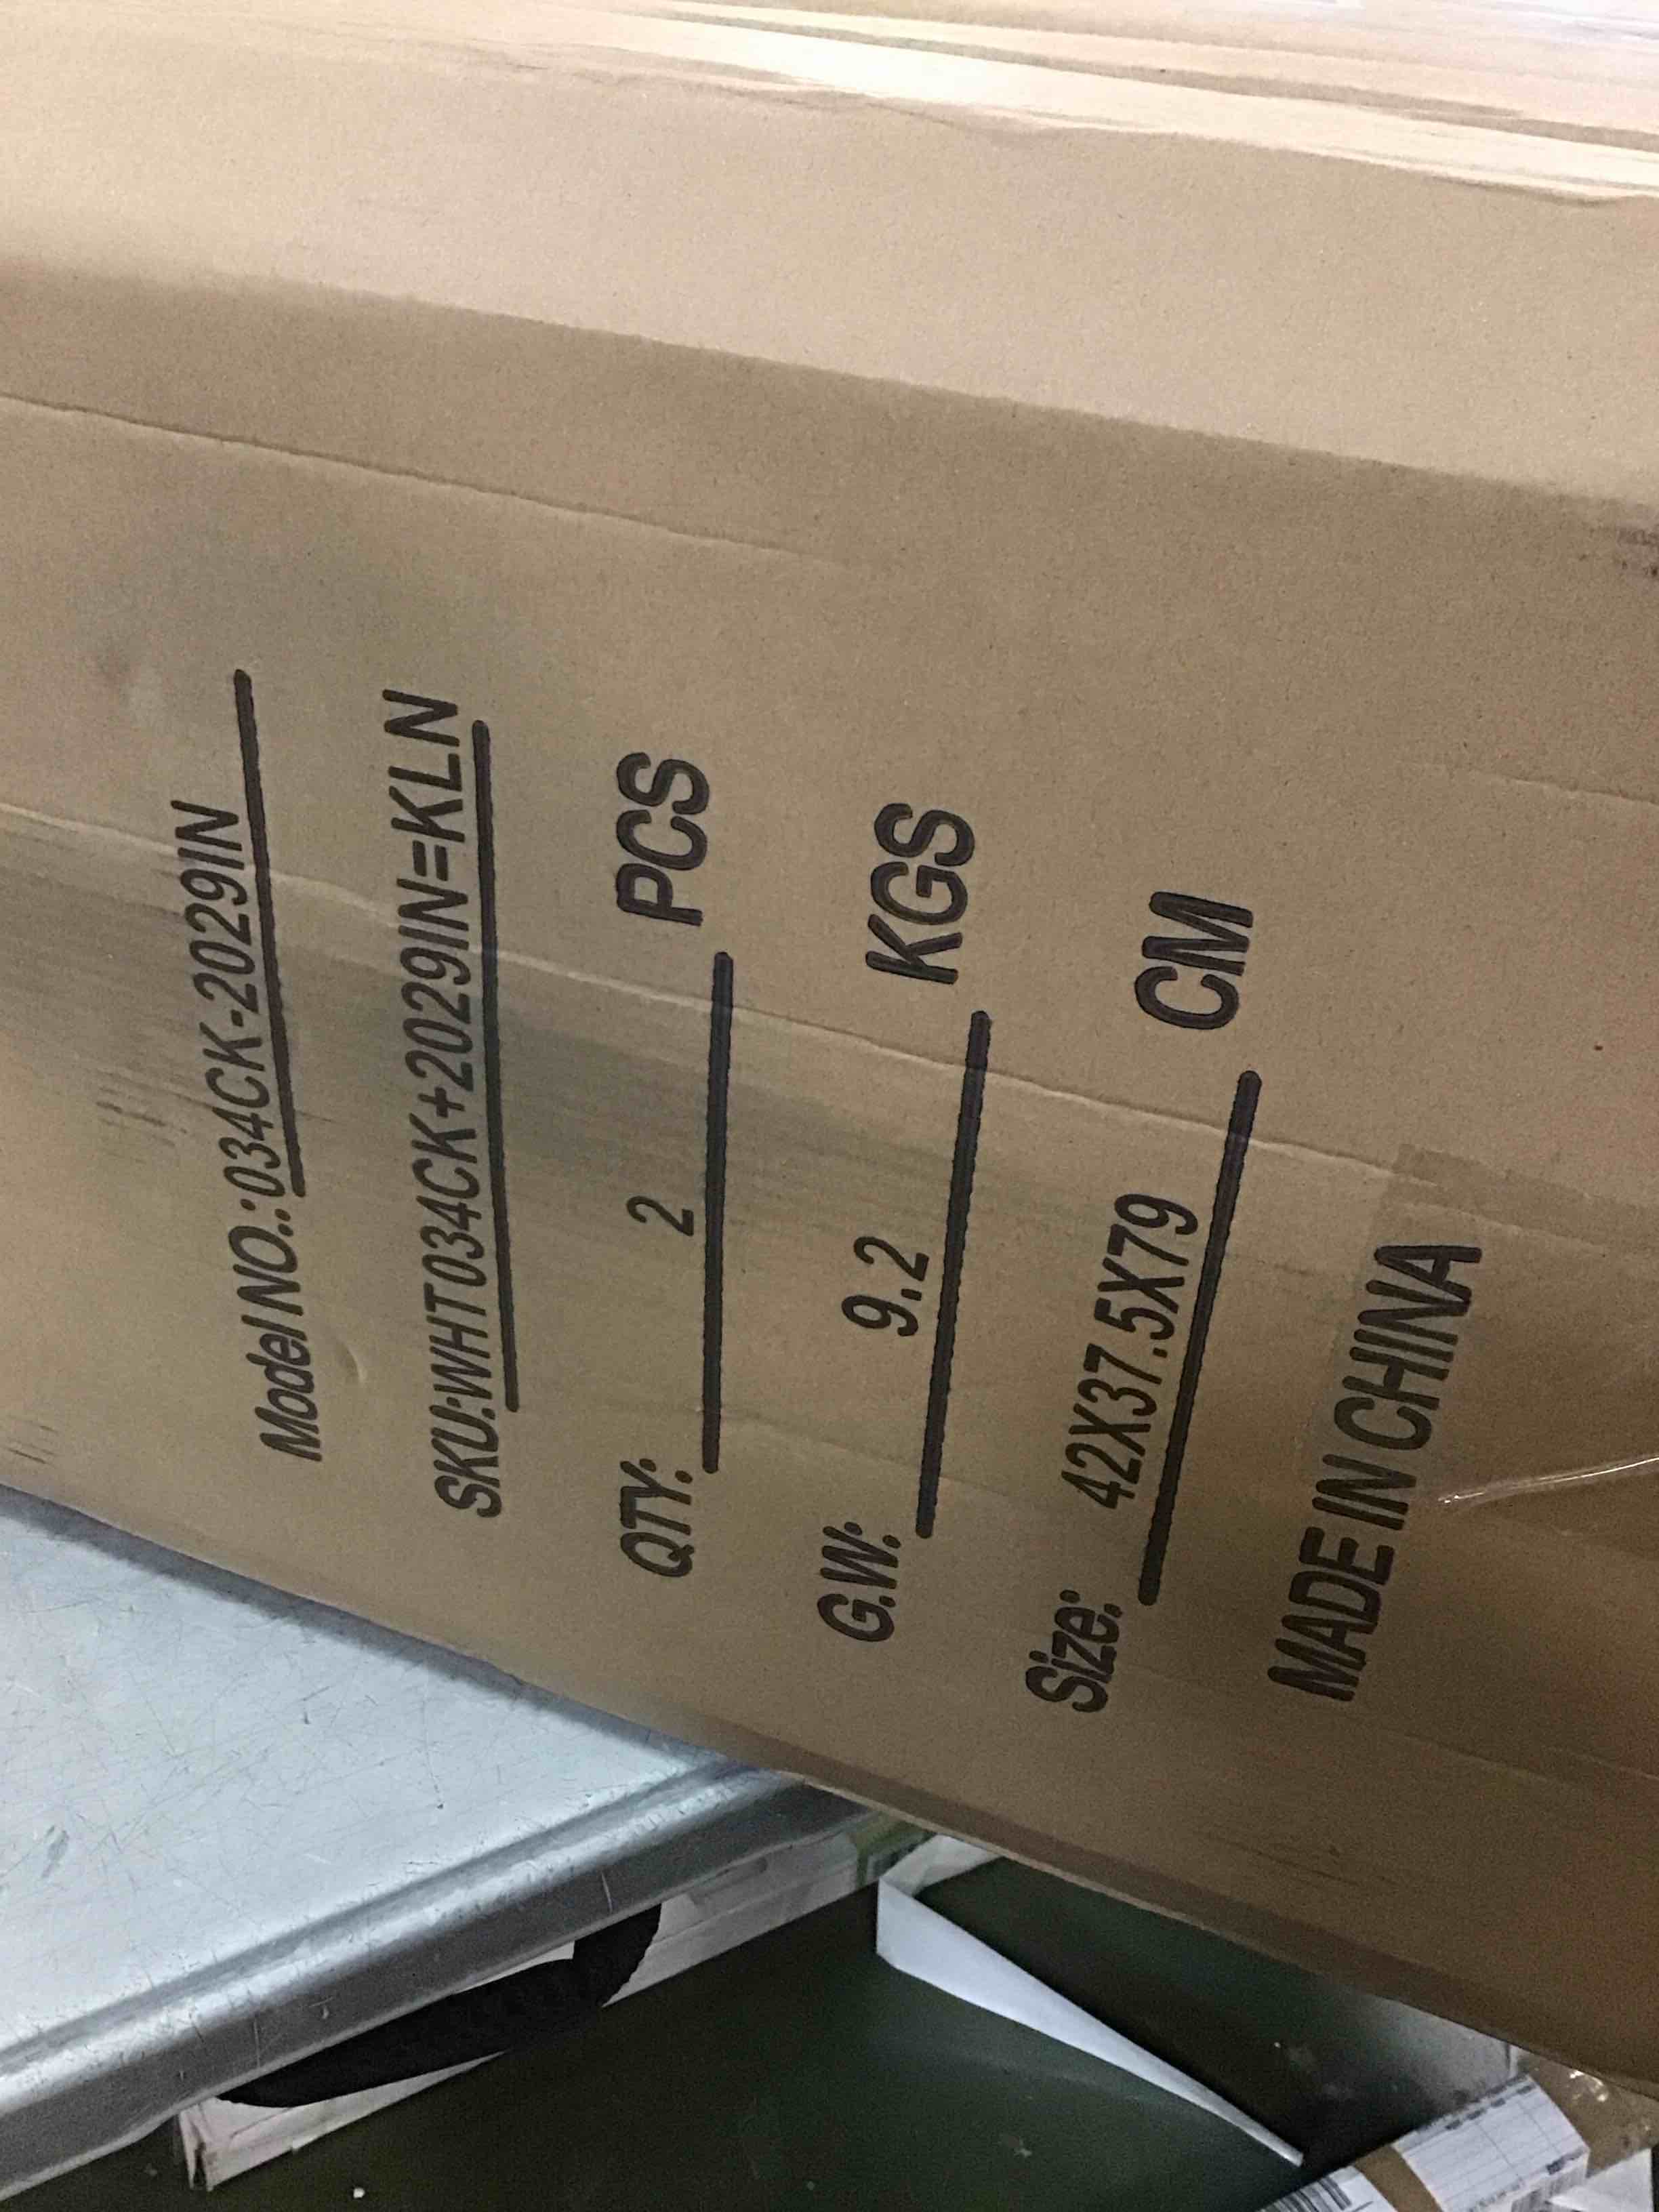 Model NO.:034CK-2029IN
SKU:WHT034CK+2029IN=KLN
QTY: 2 PCS
G.W: 9.2 KGS
Size: 42X37.5X79 CM
MADE IN CHINA